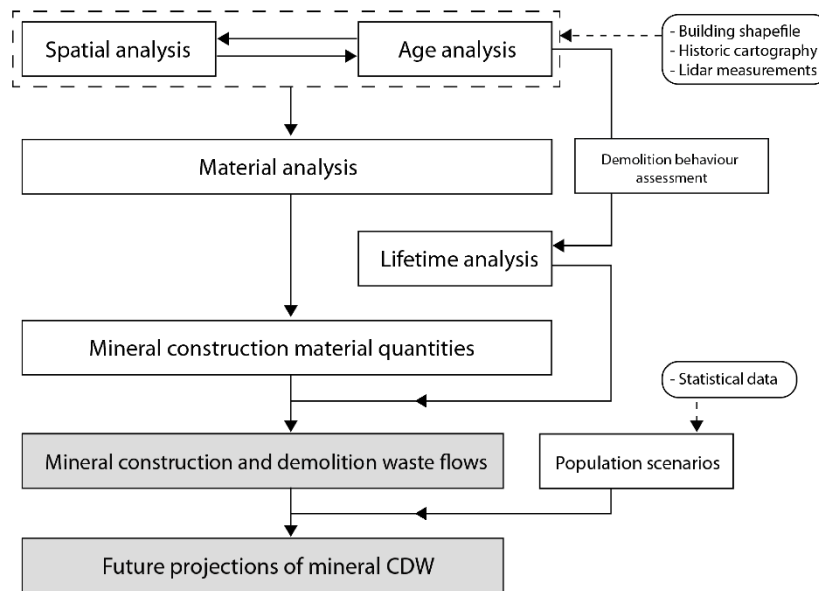 Spatial analysis
Age analysis
- Building shapefile
- Historic cartography
- Lidar measurements
Material analysis
Demolition behaviour
assessment
Lifetime analysis
Mineral construction material quantities
- Statistical data
Mineral construction and demolition waste flows
Population scenarios
Future projections of mineral CDW